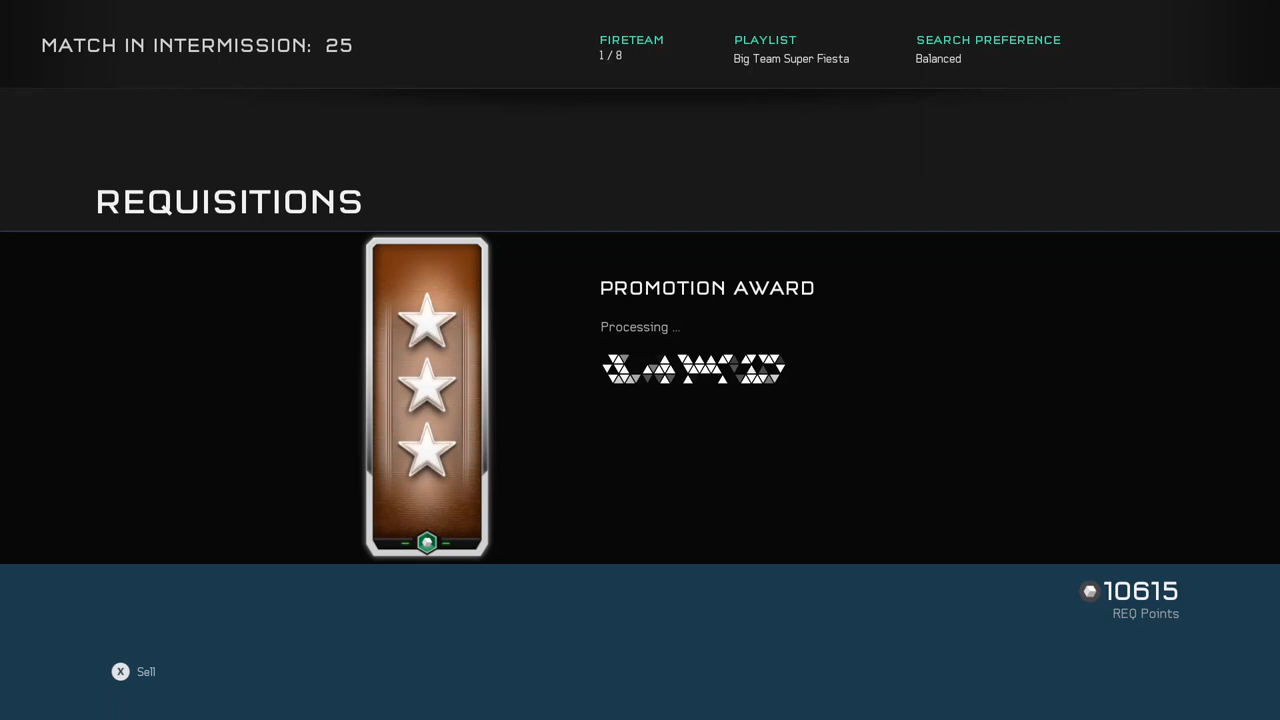 MATCH IN INTERMISSION: 25
FIRETEAM
1 / 8
PLAYLIST
Big Team Super Fiesta
SEARCH PREFERENCE
Balanced
REQUISITIONS
PROMOTION AWARD
Processing ...
10615
REQ Points
X Sell